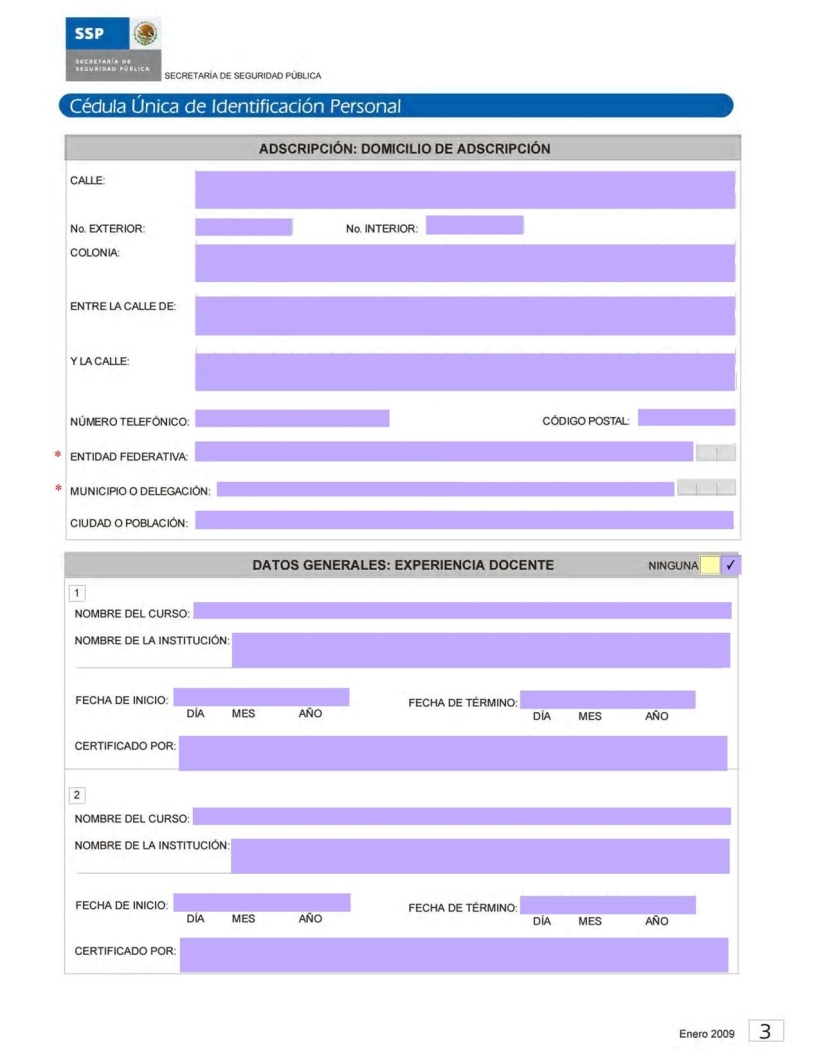 SSP
SECRETARÍA DE
SEGURIDAD PÚBLICA
SECRETARÍA DE SEGURIDAD PÚBLICA
Cédula Única de Identificación Personal
ADSCRIPCIÓN: DOMICILIO DE ADSCRIPCIÓN
CALLE:
No. EXTERIOR: No. INTERIOR:
COLONIA:
ENTRE LA CALLE DE:
Y LA CALLE:
NÚMERO TELEFÓNICO: CÓDIGO POSTAL:
* ENTIDAD FEDERATIVA:
* MUNICIPIO O DELEGACIÓN:
CIUDAD O POBLACIÓN:
DATOS GENERALES: EXPERIENCIA DOCENTE NINGUNA ✓
1
NOMBRE DEL CURSO:
NOMBRE DE LA INSTITUCIÓN:
FECHA DE INICIO: FECHA DE TÉRMINO:
DÍA MES AÑO DÍA MES AÑO
CERTIFICADO POR:
2
NOMBRE DEL CURSO:
NOMBRE DE LA INSTITUCIÓN:
FECHA DE INICIO: FECHA DE TÉRMINO:
DÍA MES AÑO DÍA MES AÑO
CERTIFICADO POR:
Enero 2009 3